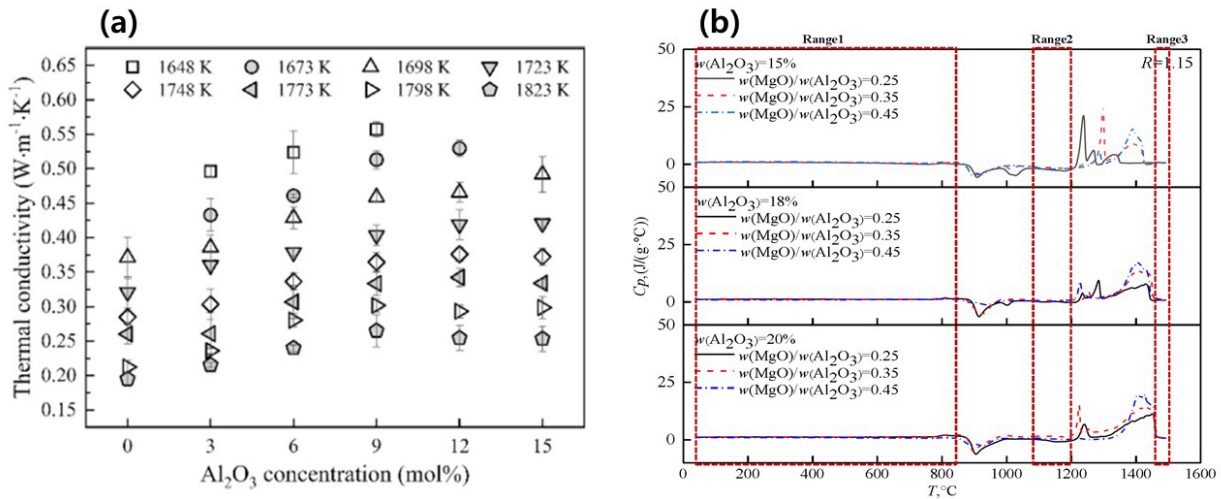 (a)
Thermal conductivity (W·m⁻¹·K⁻¹)
0.65
0.60
0.55
0.50
0.45
0.40
0.35
0.30
0.25
0.20
0.15
1648 K 1673 K 1698 K 1723 K
1748 K 1773 K 1798 K 1823 K
0 3 6 9 12 15
Al₂O₃ concentration (mol%)
(b)
Range1 Range2 Range3
Cp,(J/(g·°C))
50
25
0
w(Al₂O₃)=15%
R=1.15
w(MgO)/w(Al₂O₃)=0.25
w(MgO)/w(Al₂O₃)=0.35
w(MgO)/w(Al₂O₃)=0.45
50
25
0
w(Al₂O₃)=18%
w(MgO)/w(Al₂O₃)=0.25
w(MgO)/w(Al₂O₃)=0.35
w(MgO)/w(Al₂O₃)=0.45
50
25
0
w(Al₂O₃)=20%
w(MgO)/w(Al₂O₃)=0.25
w(MgO)/w(Al₂O₃)=0.35
w(MgO)/w(Al₂O₃)=0.45
0 200 400 600 800 1000 1200 1400 1600
T,°C